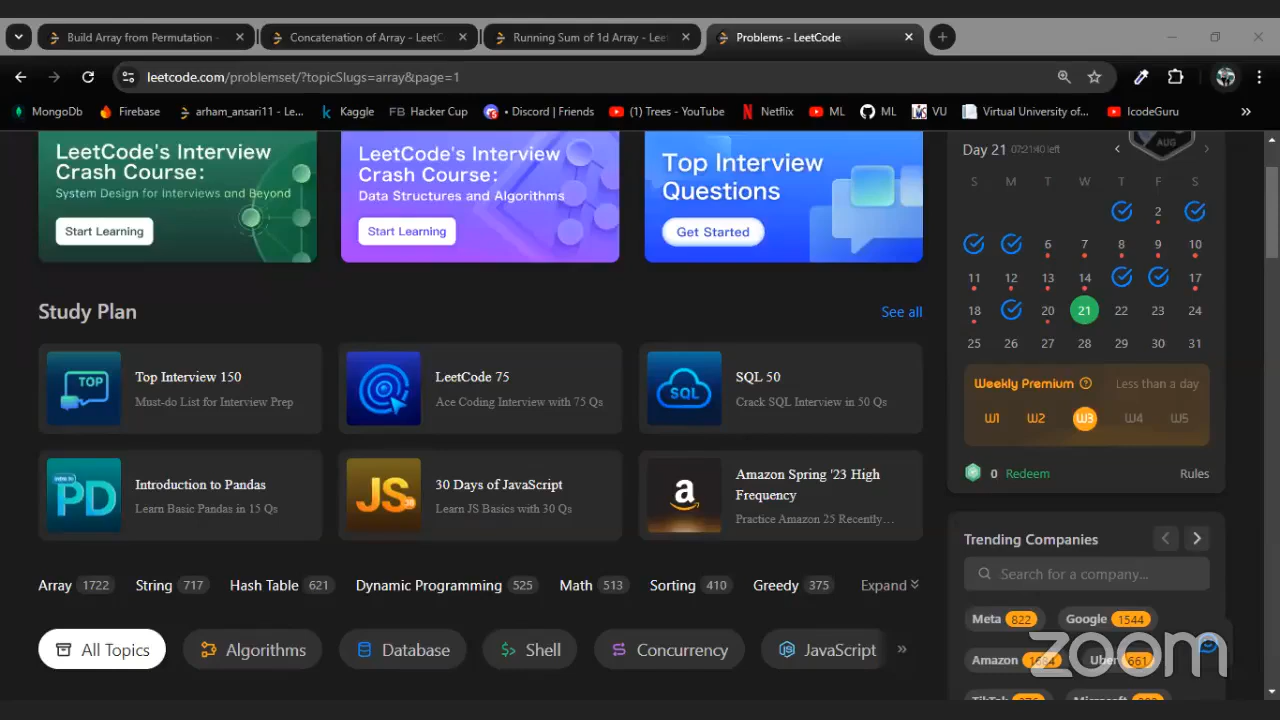 Build Array from Permutation -
Concatenation of Array - LeetC
Running Sum of 1d Array - Lee
Problems - LeetCode
leetcode.com/problemset/?topicSlugs=array&page=1
MongoDb
Firebase
arham_ansari11 - Le...
Kaggle
FB Hacker Cup
• Discord | Friends
(1) Trees - YouTube
Netflix
ML
ML
VU
Virtual University of...
IcodeGuru
LeetCode's Interview
Crash Course:
System Design for Interviews and Beyond
Start Learning
LeetCode's Interview
Crash Course:
Data Structures and Algorithms
Start Learning
Top Interview
Questions
Get Started
Study Plan
See all
TOP
Top Interview 150
Must-do List for Interview Prep
LeetCode 75
Ace Coding Interview with 75 Qs
SQL
SQL 50
Crack SQL Interview in 50 Qs
Intro to
PD
Introduction to Pandas
Learn Basic Pandas in 15 Qs
JS
30 Days of JavaScript
Learn JS Basics with 30 Qs
a
Amazon Spring '23 High
Frequency
Practice Amazon 25 Recently...
Array 1722
String 717
Hash Table 621
Dynamic Programming 525
Math 513
Sorting 410
Greedy 375
Expand
All Topics
Algorithms
Database
Shell
Concurrency
JavaScript
AUG
Day 21 07:21:40 left
S M T W T F S
2
6 7 8 9 10
11 12 13 14 17
18 20 21 22 23 24
25 26 27 28 29 30 31
Weekly Premium
Less than a day
W1 W2 W3 W4 W5
0 Redeem
Rules
Trending Companies
Search for a company...
Meta 822
Google 1544
Amazon
Uber 661
zoom